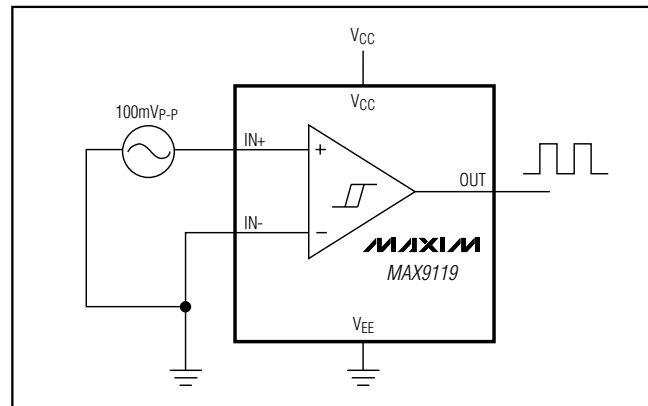 VCC
VCC
100mVP-P
IN+
+
OUT
IN-
−
MAXIM
MAX9119
VEE